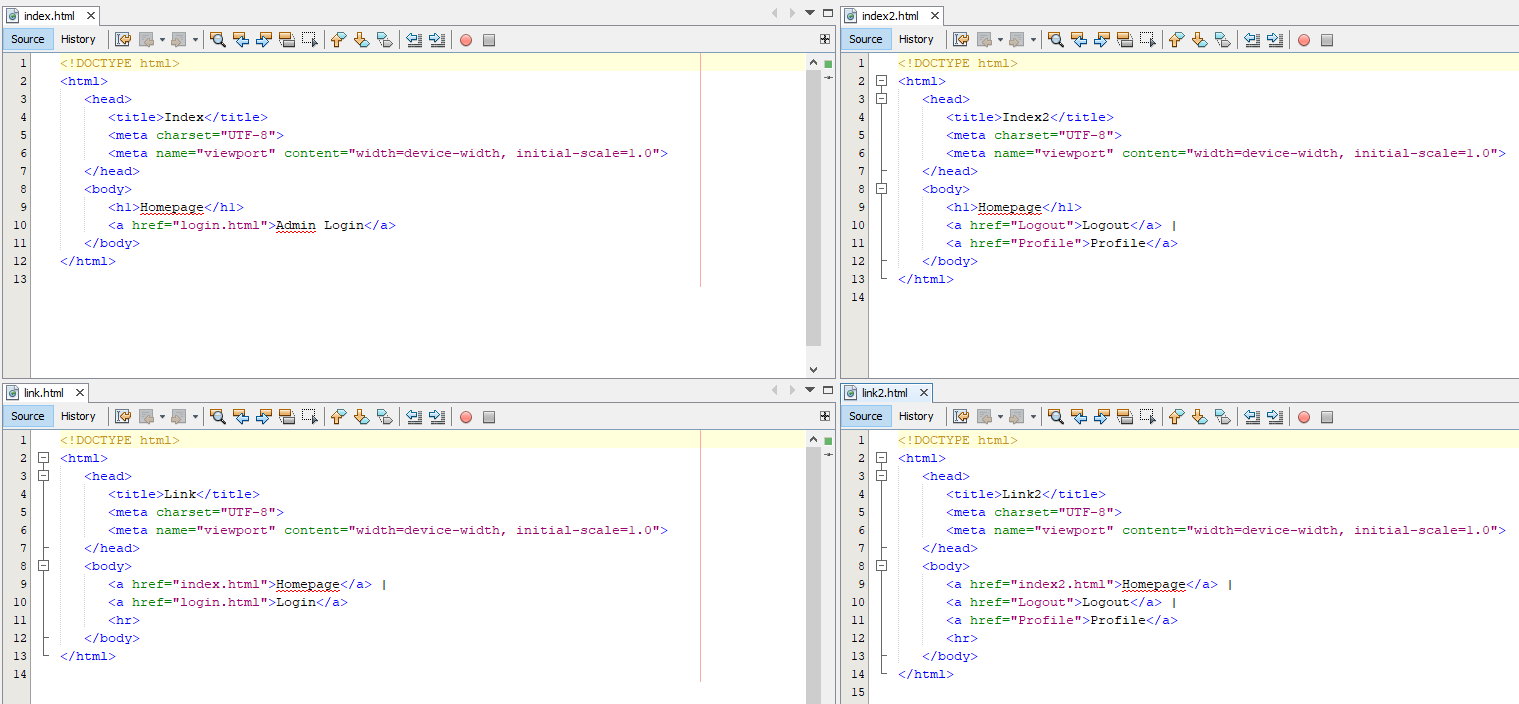 index.html
Source History
1 <!DOCTYPE html>
2 <html>
3 <head>
4 <title>Index</title>
5 <meta charset="UTF-8">
6 <meta name="viewport" content="width=device-width, initial-scale=1.0">
7 </head>
8 <body>
9 <h1>Homepage</h1>
10 <a href="login.html">Admin Login</a>
11 </body>
12 </html>
13
index2.html
Source History
1 <!DOCTYPE html>
2 <html>
3 <head>
4 <title>Index2</title>
5 <meta charset="UTF-8">
6 <meta name="viewport" content="width=device-width, initial-scale=1.0">
7 </head>
8 <body>
9 <h1>Homepage</h1>
10 <a href="Logout">Logout</a> |
11 <a href="Profile">Profile</a>
12 </body>
13 </html>
14
link.html
Source History
1 <!DOCTYPE html>
2 <html>
3 <head>
4 <title>Link</title>
5 <meta charset="UTF-8">
6 <meta name="viewport" content="width=device-width, initial-scale=1.0">
7 </head>
8 <body>
9 <a href="index.html">Homepage</a> |
10 <a href="login.html">Login</a>
11 <hr>
12 </body>
13 </html>
14
link2.html
Source History
1 <!DOCTYPE html>
2 <html>
3 <head>
4 <title>Link2</title>
5 <meta charset="UTF-8">
6 <meta name="viewport" content="width=device-width, initial-scale=1.0">
7 </head>
8 <body>
9 <a href="index2.html">Homepage</a> |
10 <a href="Logout">Logout</a> |
11 <a href="Profile">Profile</a>
12 <hr>
13 </body>
14 </html>
15